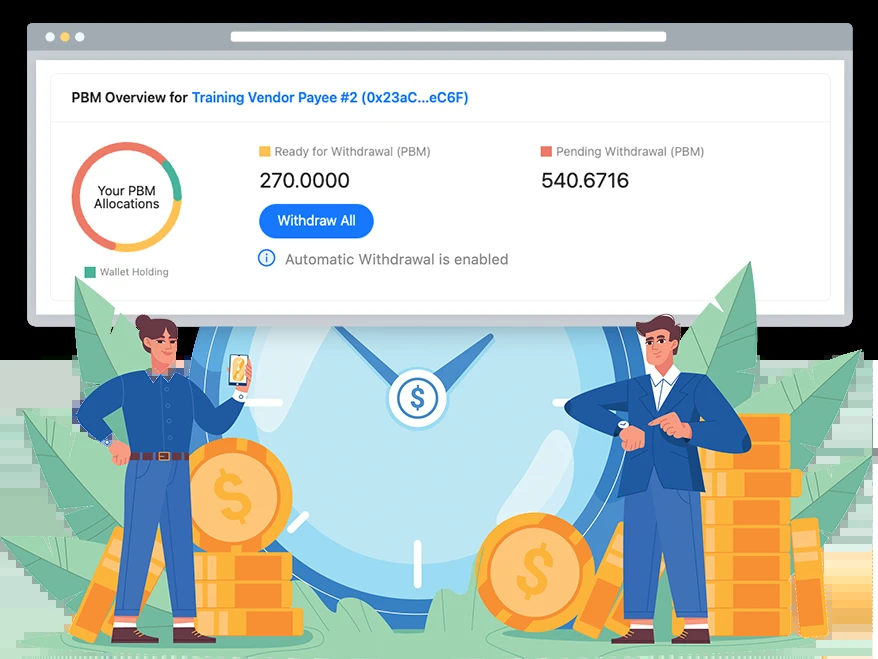 PBM Overview for Training Vendor Payee #2 (0x23aC...eC6F)
Your PBM
Allocations
Wallet Holding
Ready for Withdrawal (PBM)
270.0000
Withdraw All
Automatic Withdrawal is enabled
Pending Withdrawal (PBM)
540.6716
$
$
$